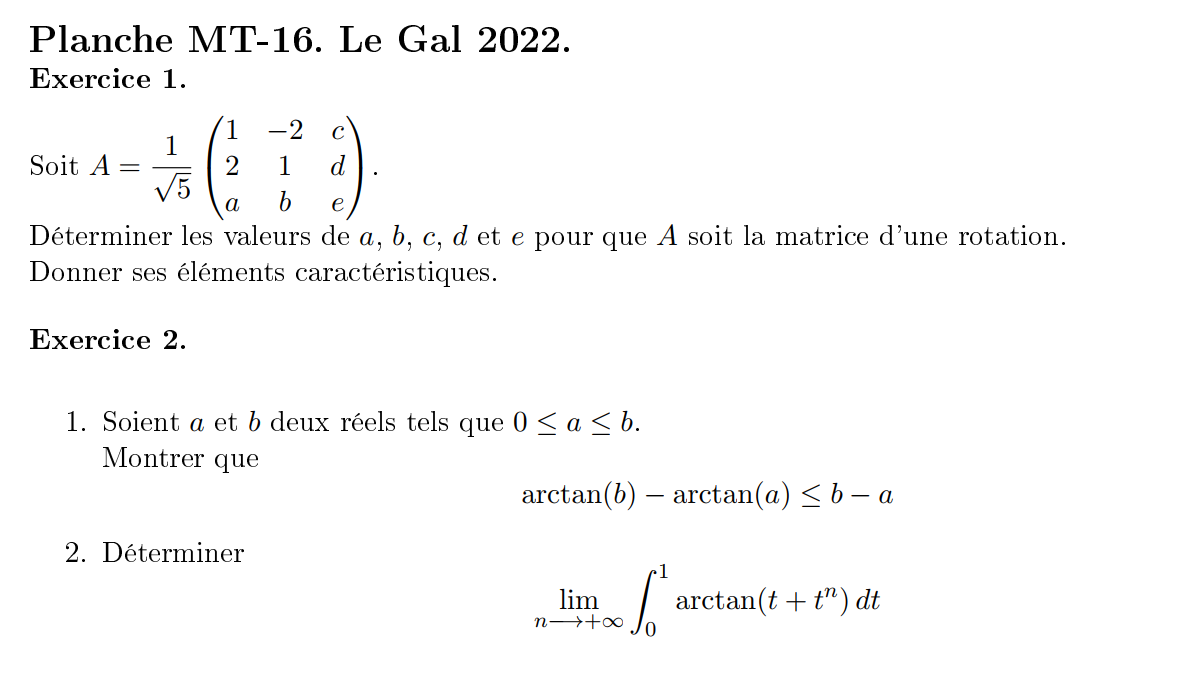 Planche MT-16. Le Gal 2022.
Exercice 1.
Soit $A = \dfrac{1}{\sqrt{5}} \begin{pmatrix} 1 & -2 & c \\ 2 & 1 & d \\ a & b & e \end{pmatrix}$.
Déterminer les valeurs de $a$, $b$, $c$, $d$ et $e$ pour que $A$ soit la matrice d'une rotation.
Donner ses éléments caractéristiques.
Exercice 2.
1. Soient $a$ et $b$ deux réels tels que $0 \leq a \leq b$.
Montrer que
$\arctan(b) - \arctan(a) \leq b - a$
2. Déterminer
$\lim_{n \longrightarrow +\infty} \int_0^1 \arctan(t + t^n)\, dt$